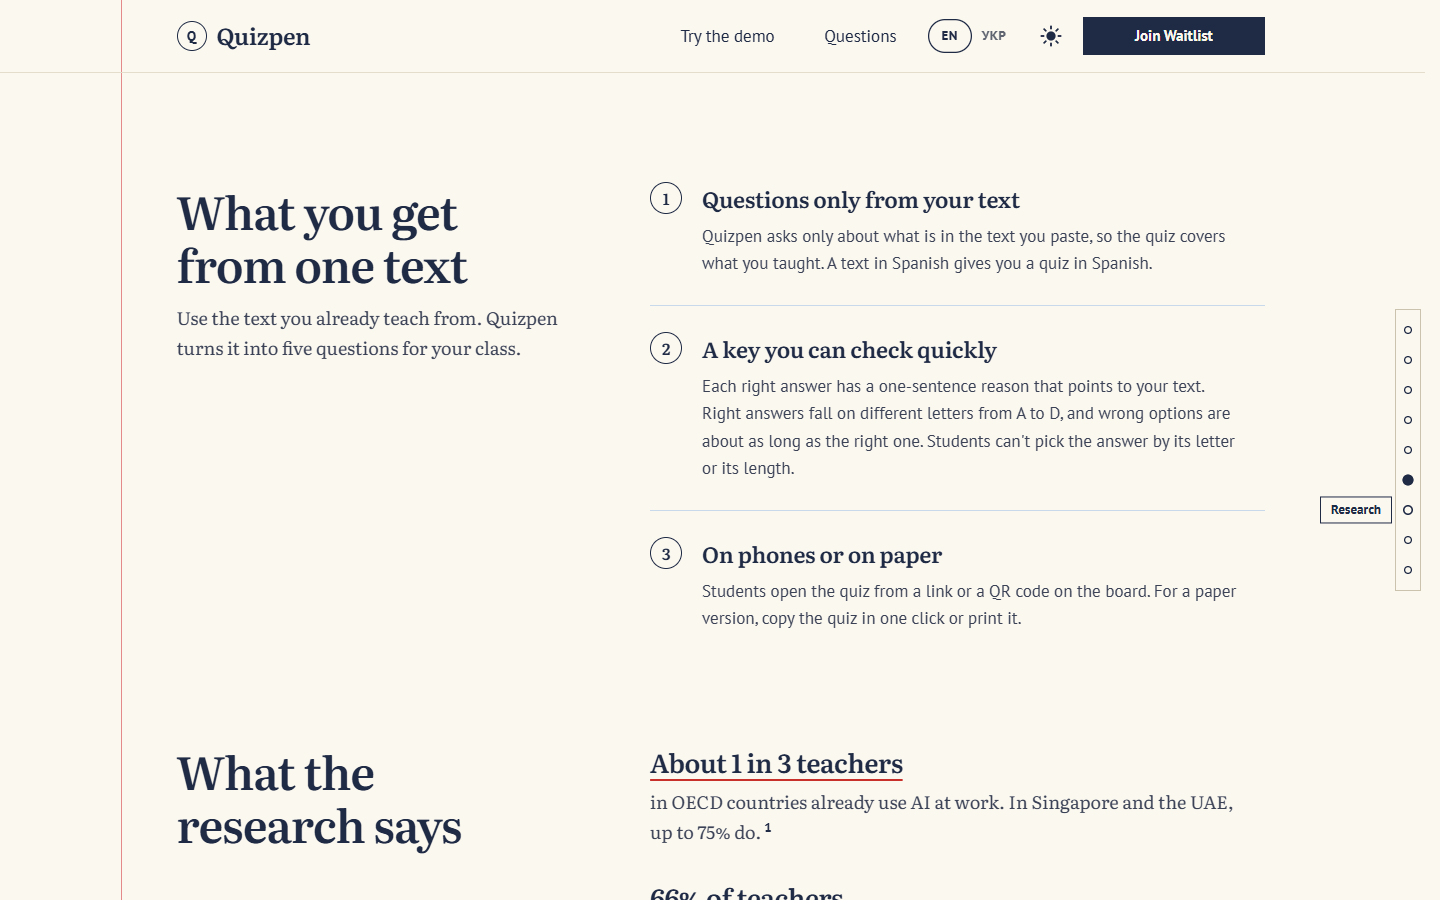 Q Quizpen
Try the demo
Questions
EN
УКР
Join Waitlist
What you get
from one text
Use the text you already teach from. Quizpen
turns it into five questions for your class.
1
Questions only from your text
Quizpen asks only about what is in the text you paste, so the quiz covers
what you taught. A text in Spanish gives you a quiz in Spanish.
2
A key you can check quickly
Each right answer has a one-sentence reason that points to your text.
Right answers fall on different letters from A to D, and wrong options are
about as long as the right one. Students can't pick the answer by its letter
or its length.
3
On phones or on paper
Students open the quiz from a link or a QR code on the board. For a paper
version, copy the quiz in one click or print it.
Research
What the
research says
About 1 in 3 teachers
in OECD countries already use AI at work. In Singapore and the UAE,
up to 75% do. 1
66% of teachers